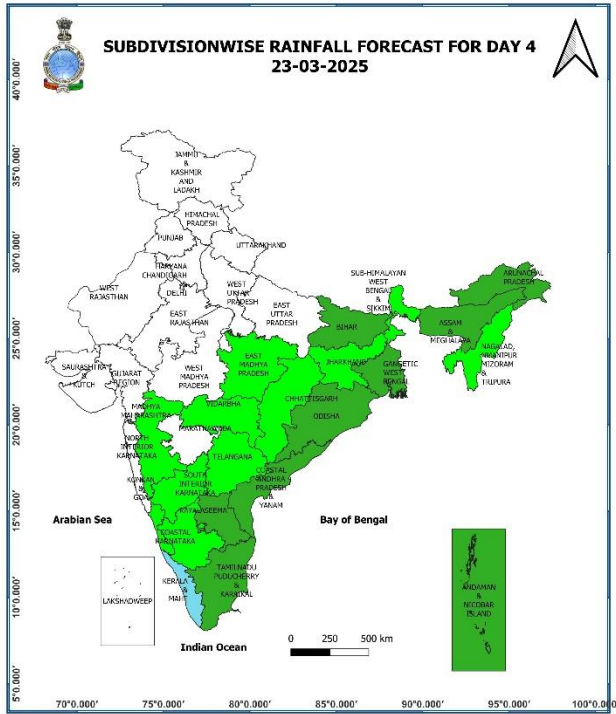 SUBDIVISIONWISE RAINFALL FORECAST FOR DAY 4
23-03-2025
40°0.000'
35°0.000'
30°0.000'
25°0.000'
20°0.000'
15°0.000'
10°0.000'
5°0.000'
JAMMU
&
KASHMIR
AND
LADAKH
HIMACHAL
PRADESH
PUNJAB
UTTARAKHAND
HARYANA
CHANDIGARH
&
DELHI
WEST
RAJASTHAN
WEST
UTTAR
PRADESH
EAST
RAJASTHAN
EAST
UTTAR
PRADESH
SUB-HIMALAYAN
WEST
BENGAL
&
SIKKIM
ARUNACHAL
PRADESH
BIHAR
ASSAM
&
MEGHALAYA
NAGALAD,
MANIPUR
MIZORAM
&
TRIPURA
SAURASHTRA
&
KUTCH
GUJARAT
REGION
WEST
MADHYA
PRADESH
EAST
MADHYA
PRADESH
JHARKHAND
GANGETIC
WEST
BENGAL
CHHATTISGARH
ODISHA
MADHYA
MAHARASHTRA
VIDARBHA
MARATHWADA
NORTH
INTERIOR
KARNATAKA
TELANGANA
KONKAN
&
GOA
SOUTH
INTERIOR
KARNATAKA
COASTAL
ANDHRA
PRADESH
&
YANAM
RAYALASEEMA
Arabian Sea
Bay of Bengal
COASTAL
KARNATAKA
TAMILNADU
PUDUCHERRY
&
KARAIKAL
KERALA
&
MAHE
LAKSHADWEEP
ANDAMAN
&
NICOBAR
ISLAND
Indian Ocean
0 250 500 km
70°0.000' 75°0.000' 80°0.000' 85°0.000' 90°0.000' 95°0.000' 100°0.000'